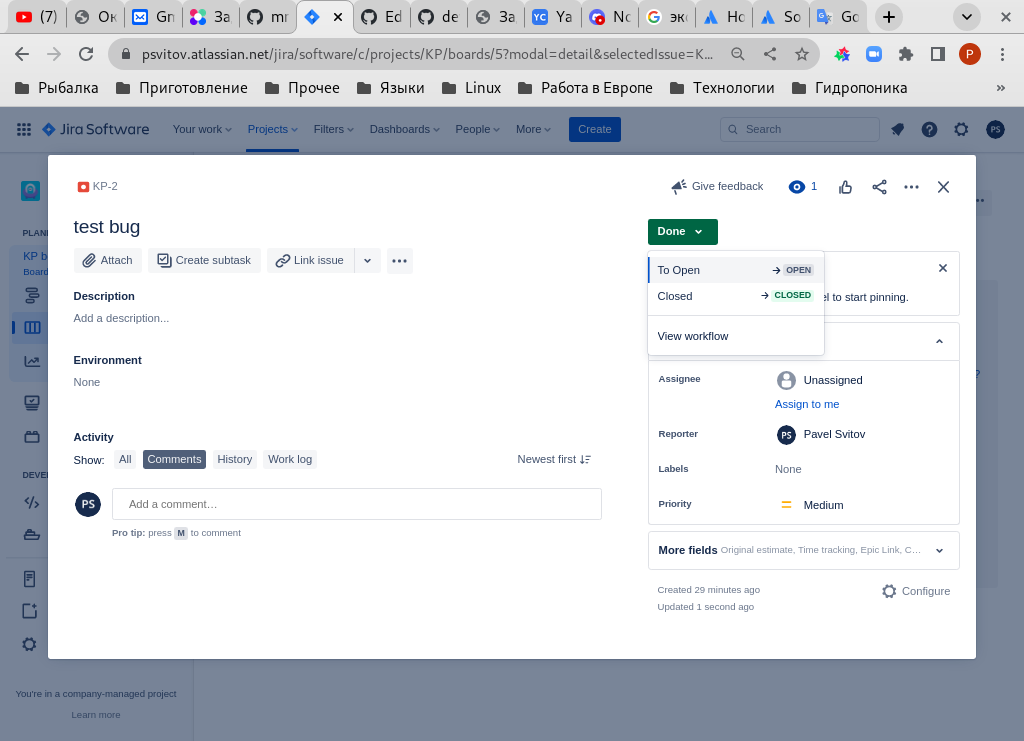 (7)
Ок
Gn
За
mr
Ed
de
За
Ya
No
экс
Ho
So
Go
psvitov.atlassian.net/jira/software/c/projects/KP/boards/5?modal=detail&selectedIssue=K...
Рыбалка Приготовление Прочее Языки Linux Работа в Европе Технологии Гидропоника »
Jira Software Your work Projects Filters Dashboards People More Create Search PS
KP-2 Give feedback 1
test bug
Done
Attach Create subtask Link issue
To Open → OPEN
Closed → CLOSED
to start pinning.
View workflow
Description
Add a description...
Environment
None
Assignee Unassigned
Assign to me
Reporter PS Pavel Svitov
Labels None
Priority Medium
More fields Original estimate, Time tracking, Epic Link, C...
Created 29 minutes ago
Updated 1 second ago
Configure
Activity
Show: All Comments History Work log Newest first
PS Add a comment…
Pro tip: press M to comment
KP b
Board
You're in a company-managed project
Learn more